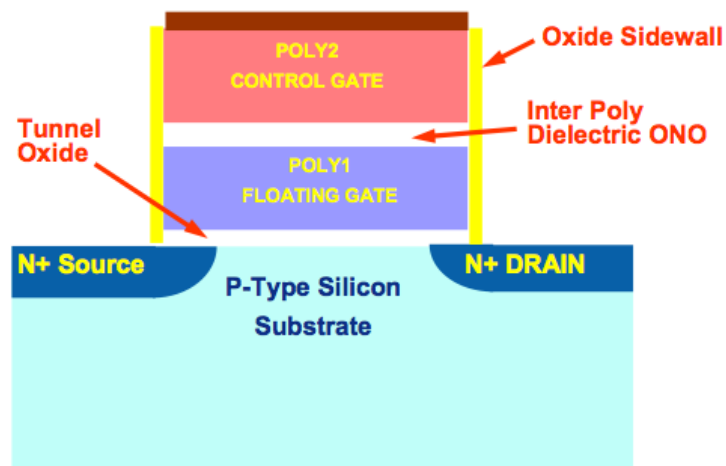 POLY2
CONTROL GATE
Oxide Sidewall
Inter Poly
Dielectric ONO
Tunnel
Oxide
POLY1
FLOATING GATE
N+ Source
N+ DRAIN
P-Type Silicon
Substrate